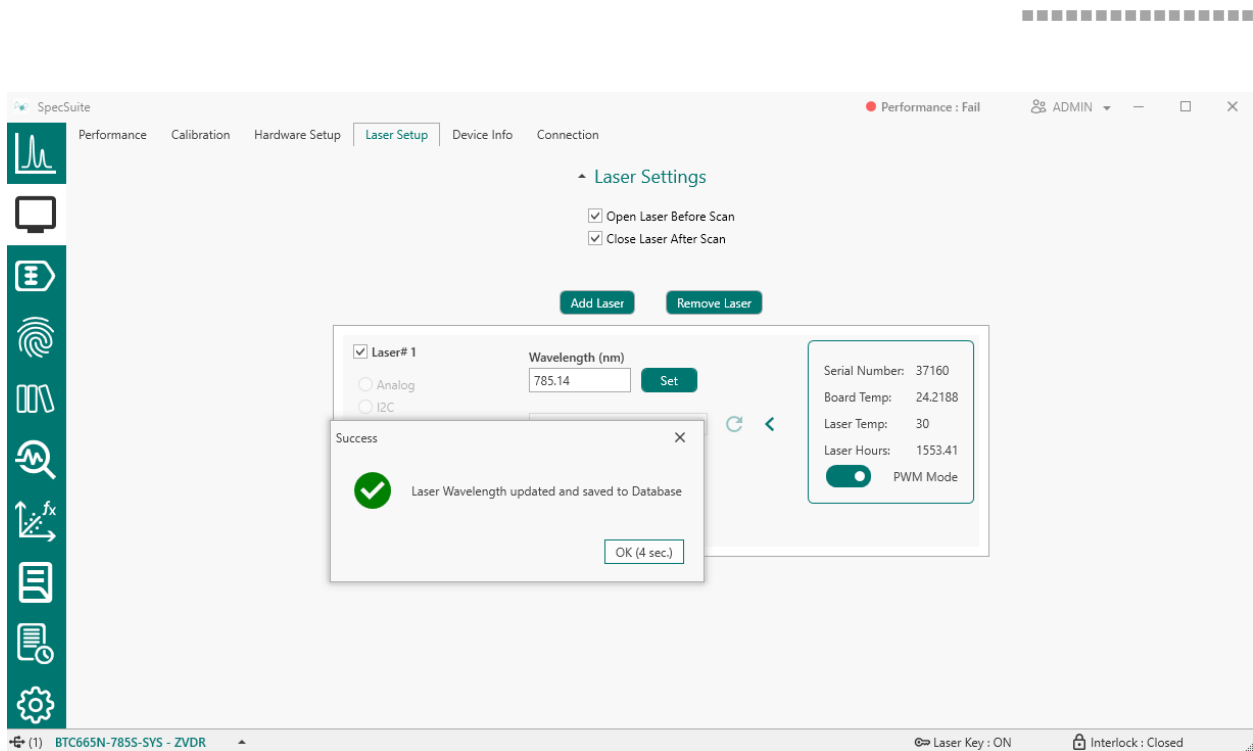 SpecSuite
Performance : Fail
ADMIN
Performance Calibration Hardware Setup Laser Setup Device Info Connection
Laser Settings
Open Laser Before Scan
Close Laser After Scan
Add Laser Remove Laser
Laser# 1
Analog
I2C
Wavelength (nm)
785.14 Set
Serial Number: 37160
Board Temp: 24.2188
Laser Temp: 30
Laser Hours: 1553.41
PWM Mode
Success
Laser Wavelength updated and saved to Database
OK (4 sec.)
fx
(1) BTC665N-785S-SYS - ZVDR
Laser Key : ON
Interlock : Closed